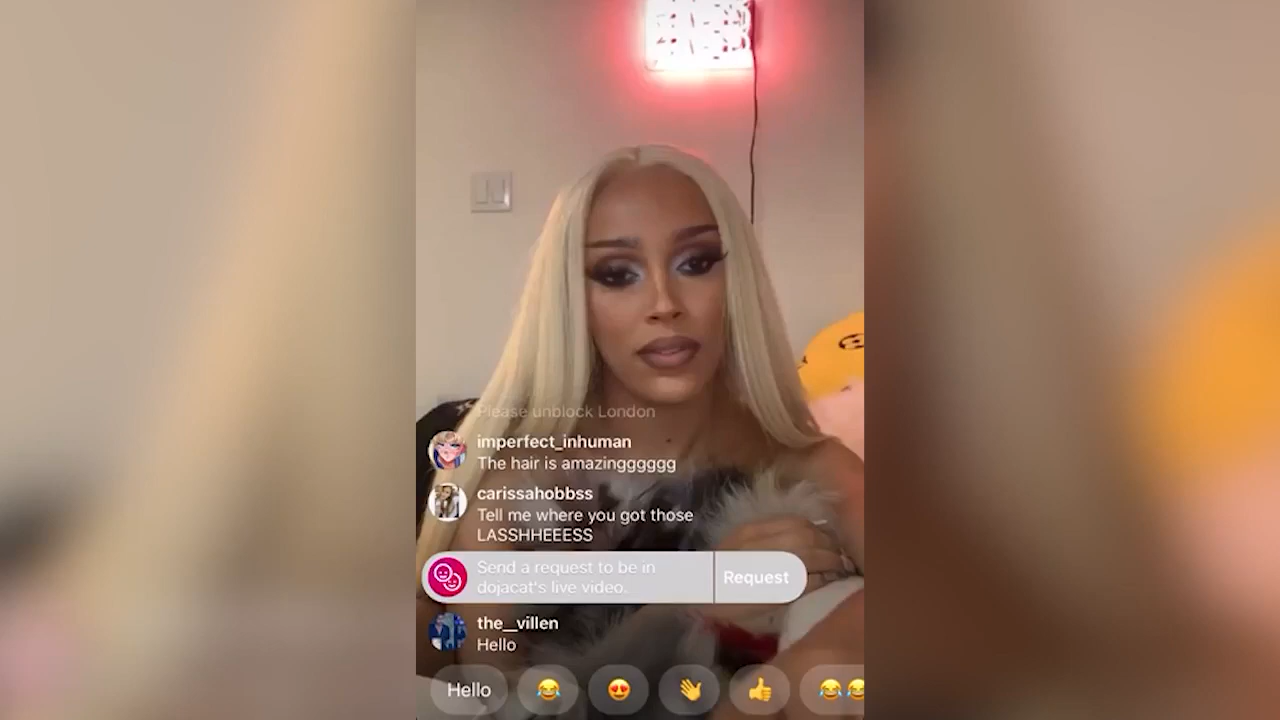 Please unblock London
imperfect_inhuman
The hair is amazingggggg
carissahobbss
Tell me where you got those
LASSHHEEEESS
Send a request to be in
dojacat's live video.
Request
the__villen
Hello
Hello